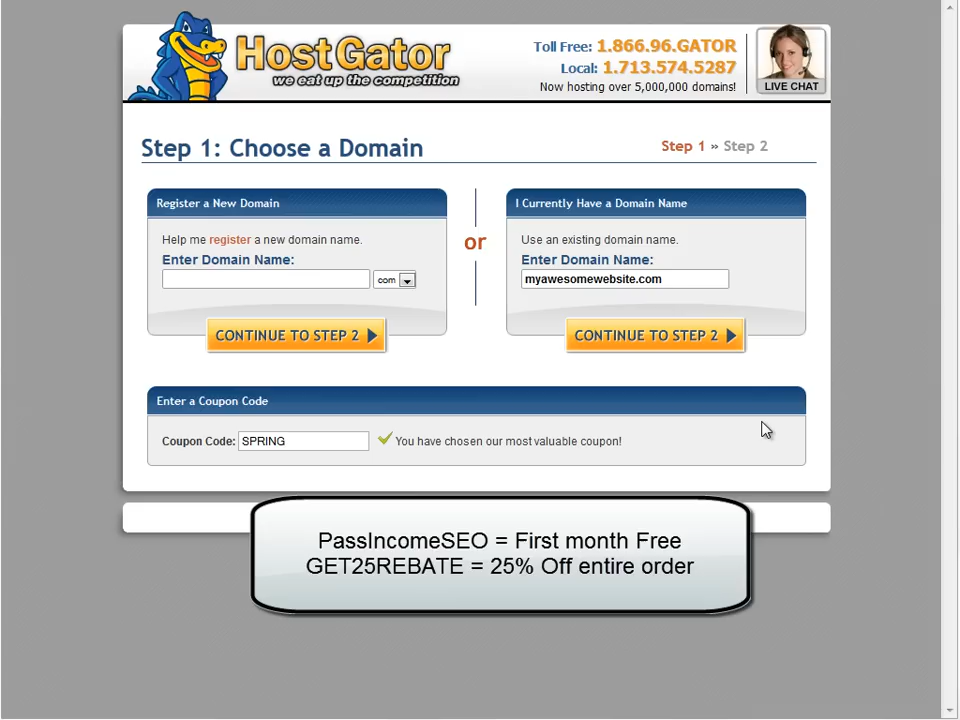 HostGator
we eat up the competition
Toll Free: 1.866.96.GATOR
Local: 1.713.574.5287
Now hosting over 5,000,000 domains!
LIVE CHAT
Step 1: Choose a Domain
Step 1 » Step 2
Register a New Domain
Help me register a new domain name.
Enter Domain Name:
com
CONTINUE TO STEP 2
or
I Currently Have a Domain Name
Use an existing domain name.
Enter Domain Name:
myawesomewebsite.com
CONTINUE TO STEP 2
Enter a Coupon Code
Coupon Code: SPRING You have chosen our most valuable coupon!
PassIncomeSEO = First month Free
GET25REBATE = 25% Off entire order